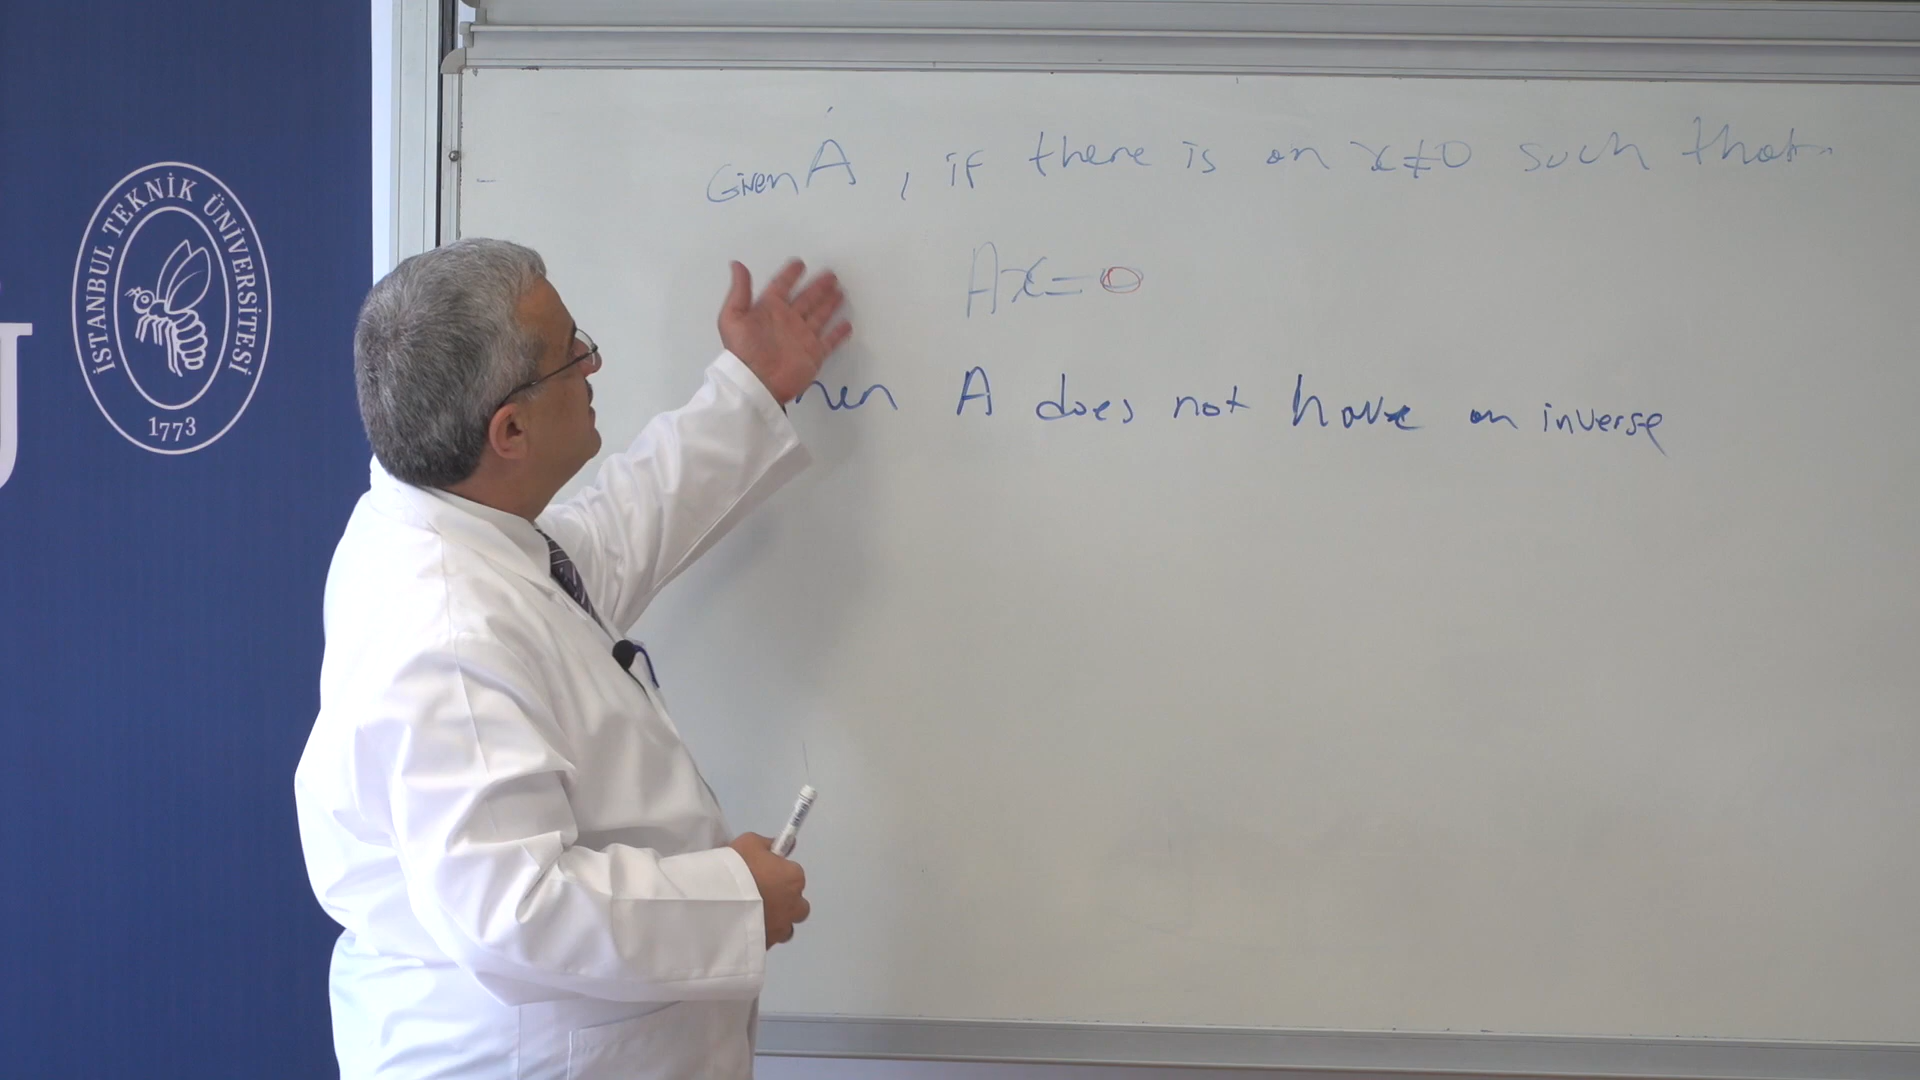 İSTANBUL TEKNİK ÜNİVERSİTESİ
1773
Given A, if there is an x≠0 such that
Ax=0
then A does not have an inverse